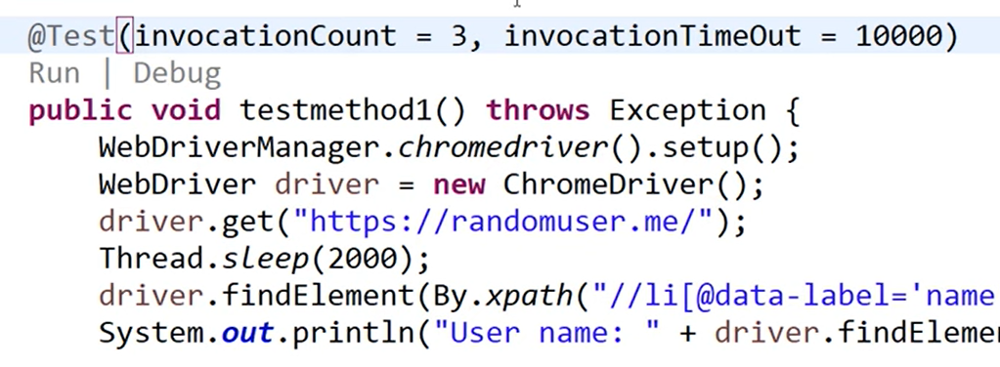 @Test(invocationCount = 3, invocationTimeOut = 10000)
Run | Debug
public void testmethod1() throws Exception {
WebDriverManager.chromedriver().setup();
WebDriver driver = new ChromeDriver();
driver.get("https://randomuser.me/");
Thread.sleep(2000);
driver.findElement(By.xpath("//li[@data-label='name
System.out.println("User name: " + driver.findEleme